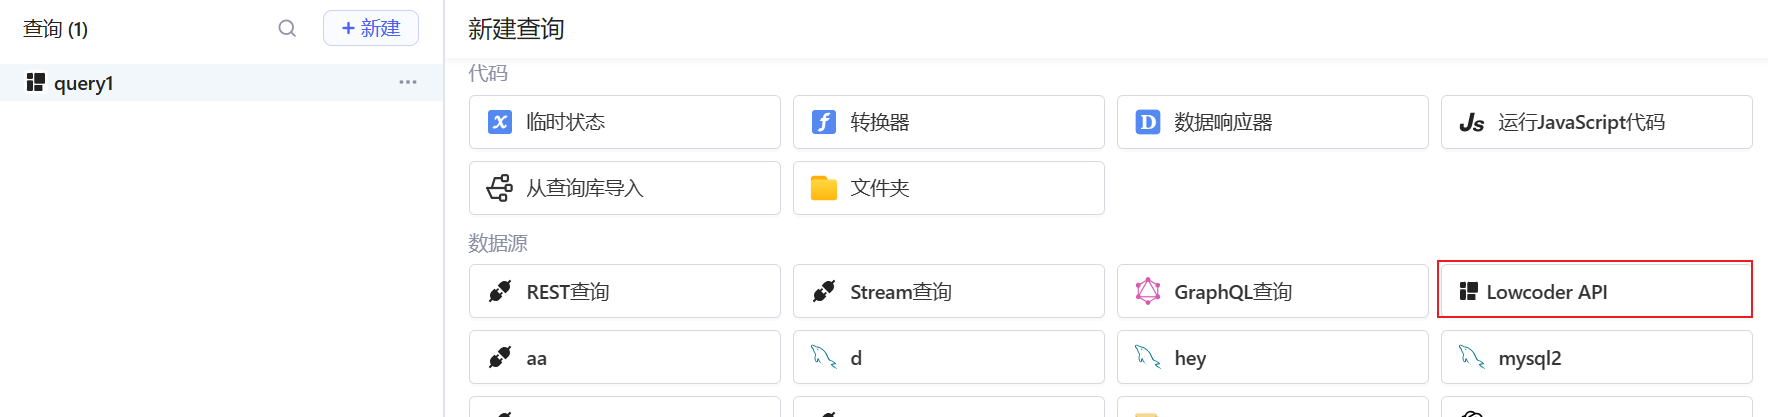 查询 (1)
+ 新建
query1
新建查询
代码
临时状态
转换器
数据响应器
运行JavaScript代码
从查询库导入
文件夹
数据源
REST查询
Stream查询
GraphQL查询
Lowcoder API
aa
d
hey
mysql2